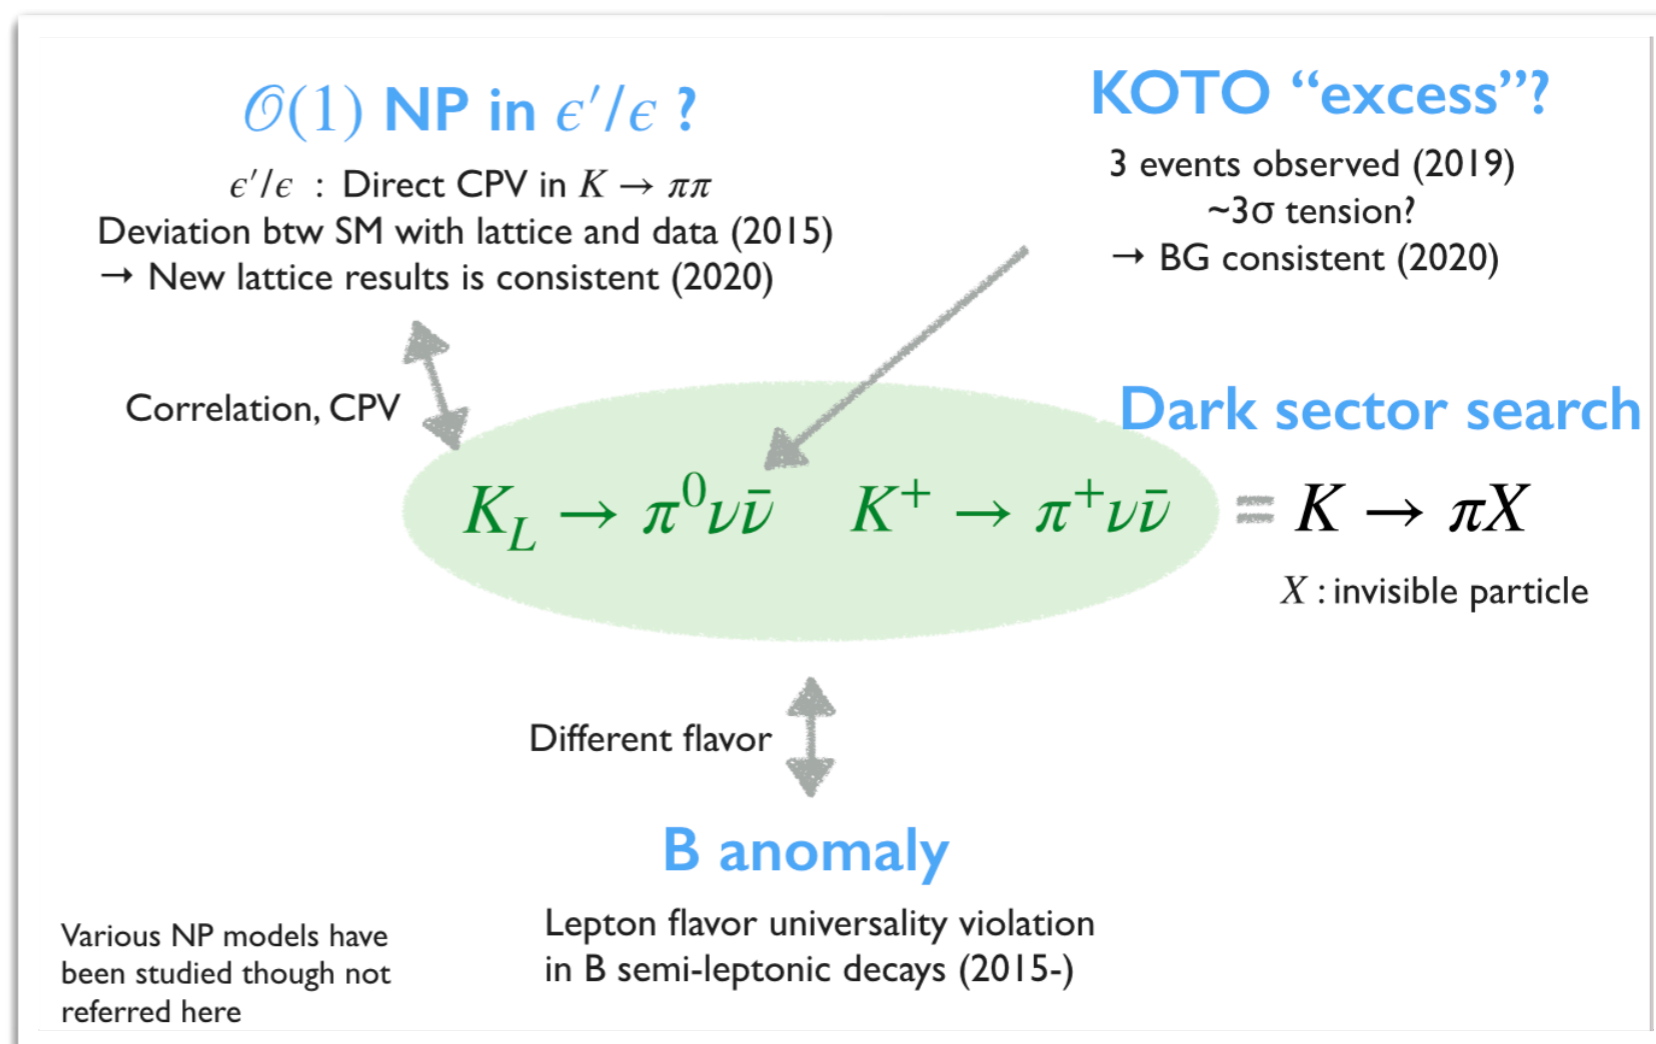 𝒪(1) NP in ϵ′/ϵ ?
ϵ′/ϵ : Direct CPV in K → ππ
Deviation btw SM with lattice and data (2015)
→ New lattice results is consistent (2020)
KOTO “excess”?
3 events observed (2019)
~3σ tension?
→ BG consistent (2020)
Correlation, CPV
Dark sector search
K_L → π⁰νν̄ K⁺ → π⁺νν̄ = K → πX
X : invisible particle
Different flavor
B anomaly
Lepton flavor universality violation
in B semi-leptonic decays (2015-)
Various NP models have
been studied though not
referred here